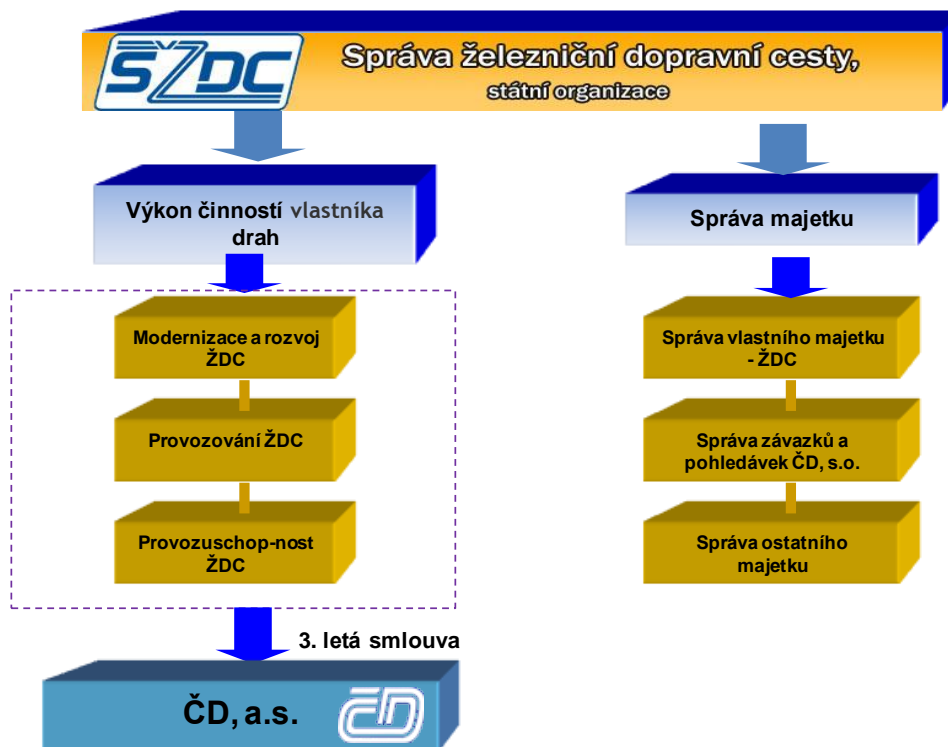 SŽDC
Správa železniční dopravní cesty,
státní organizace
Výkon činností vlastníka
drah
Správa majetku
Modernizace a rozvoj
ŽDC
Správa vlastního majetku
- ŽDC
Provozování ŽDC
Správa závazků a
pohledávek ČD, s.o.
Provozuschop-nost
ŽDC
Správa ostatního
majetku
3. letá smlouva
ČD, a.s.
ČD